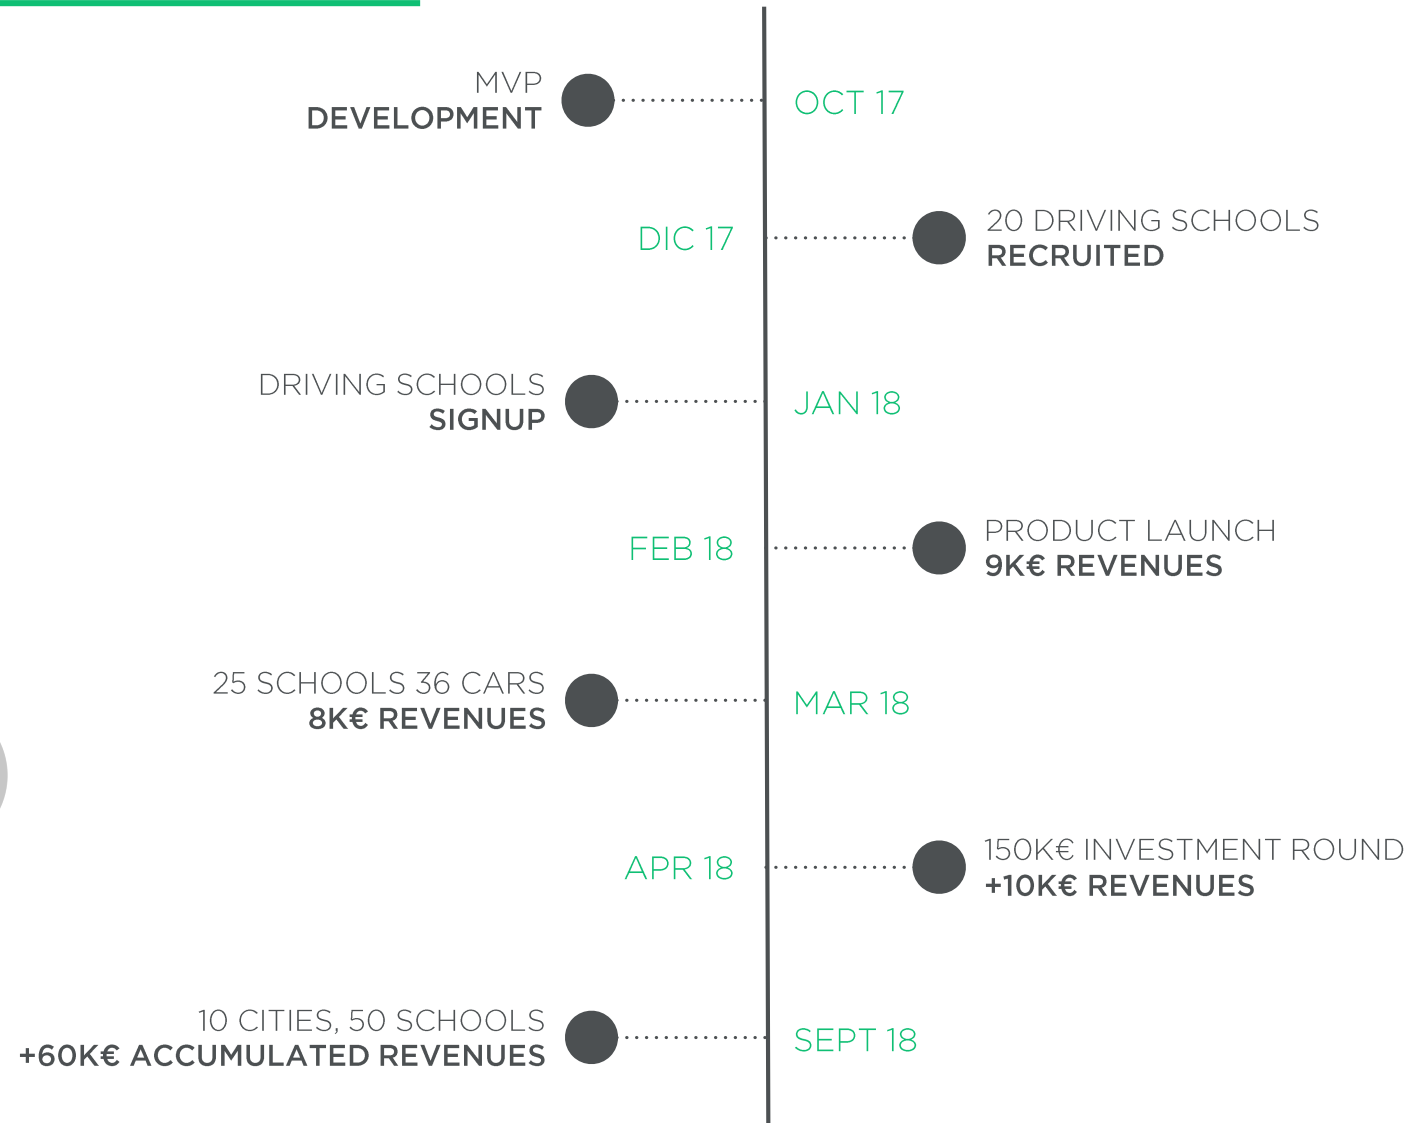 MVP
DEVELOPMENT
OCT 17
DIC 17
20 DRIVING SCHOOLS
RECRUITED
DRIVING SCHOOLS
SIGNUP
JAN 18
FEB 18
PRODUCT LAUNCH
9K€ REVENUES
25 SCHOOLS 36 CARS
8K€ REVENUES
MAR 18
APR 18
150K€ INVESTMENT ROUND
+10K€ REVENUES
10 CITIES, 50 SCHOOLS
+60K€ ACCUMULATED REVENUES
SEPT 18